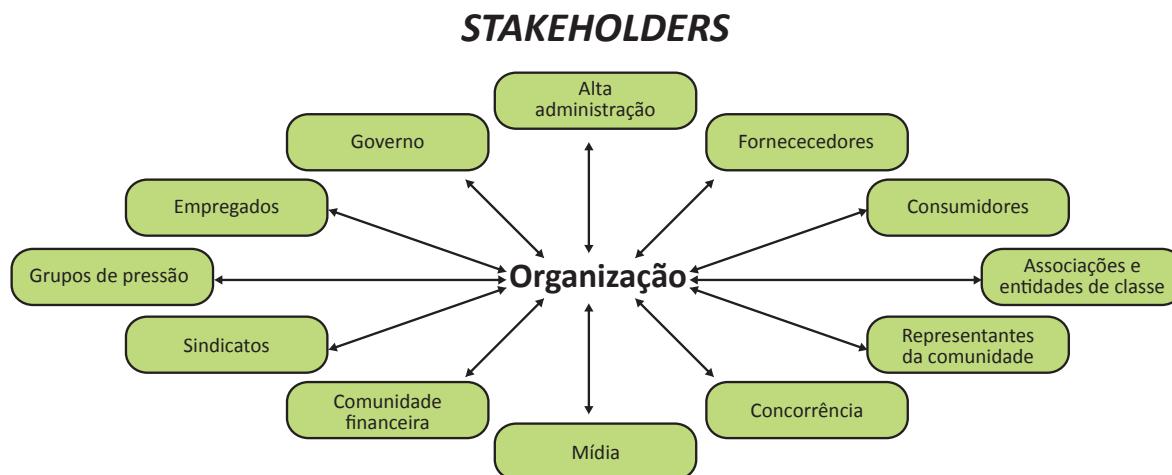 STAKEHOLDERS
Alta
administração
Governo
Fornececedores
Empregados
Consumidores
Grupos de pressão
Organização
Associações e
entidades de classe
Sindicatos
Representantes
da comunidade
Comunidade
financeira
Concorrência
Mídia